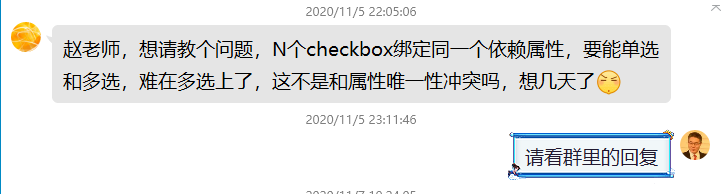 2020/11/5 22:05:06
赵老师，想请教个问题，N个checkbox绑定同一个依赖属性，要能单选
和多选，难在多选上了，这不是和属性唯一性冲突吗，想几天了
2020/11/5 23:11:46
请看群里的回复